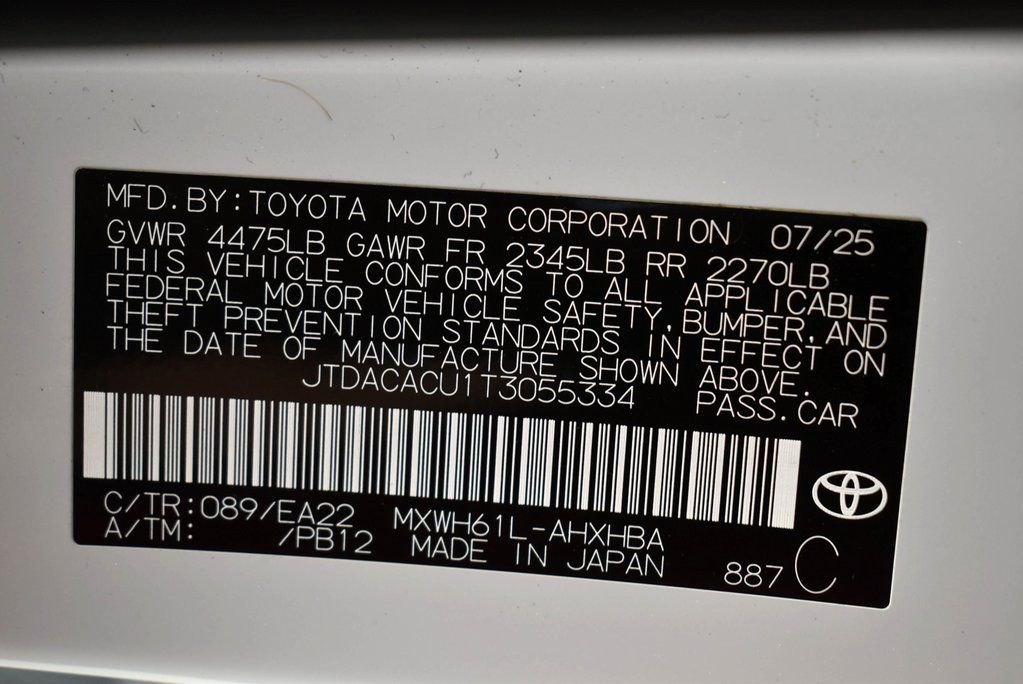 MFD.BY:TOYOTA MOTOR CORPORATION 07/25
GVWR 4475LB GAWR FR 2345LB RR 2270LB
THIS VEHICLE CONFORMS TO ALL APPLICABLE
FEDERAL MOTOR VEHICLE SAFETY,BUMPER,AND
THEFT PREVENTION STANDARDS IN EFFECT ON
THE DATE OF MANUFACTURE SHOWN ABOVE.
JTDACACU1T3055334 PASS.CAR
C/TR:089/EA22 MXWH61L-AHXHBA
A/TM: /PB12 MADE IN JAPAN 887 C